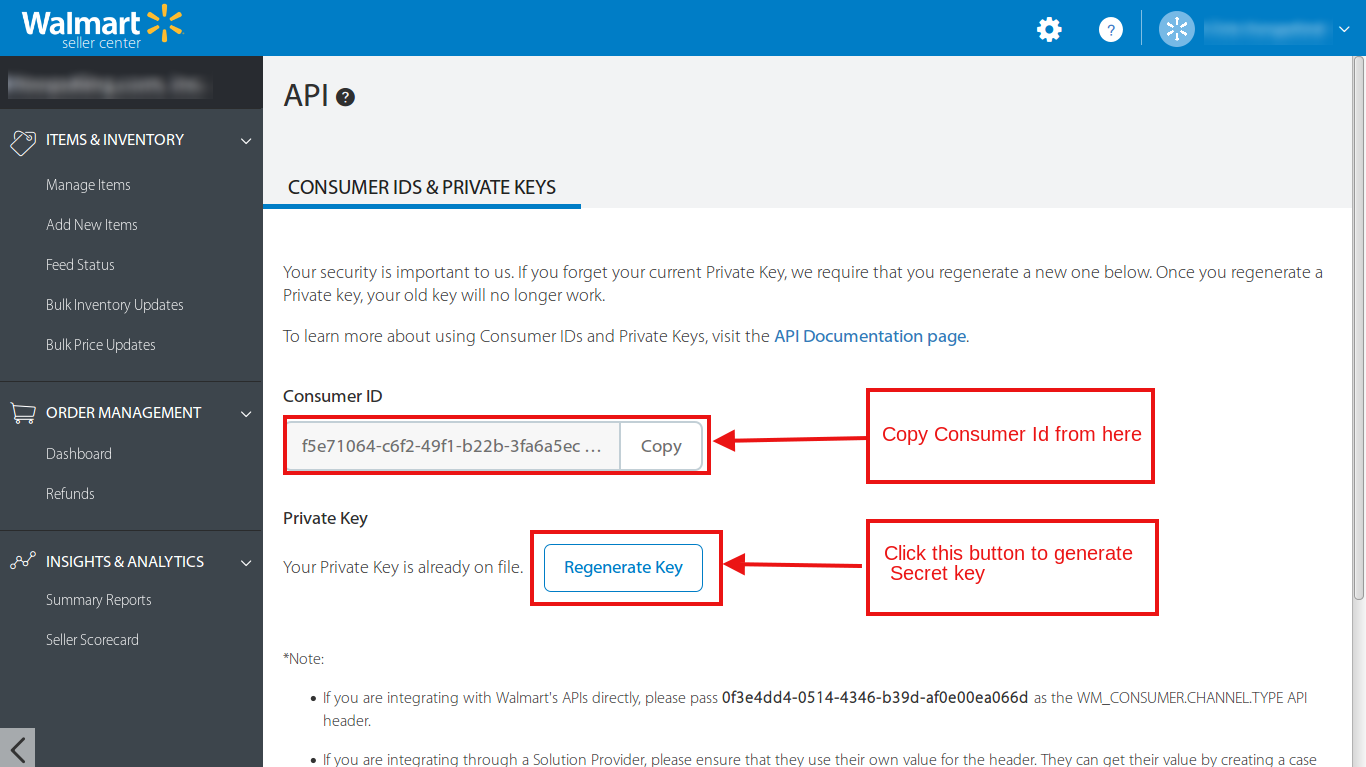 Walmart
seller center
?
API ?
ITEMS & INVENTORY
Manage Items
Add New Items
Feed Status
Bulk Inventory Updates
Bulk Price Updates
ORDER MANAGEMENT
Dashboard
Refunds
INSIGHTS & ANALYTICS
Summary Reports
Seller Scorecard
CONSUMER IDS & PRIVATE KEYS
Your security is important to us. If you forget your current Private Key, we require that you regenerate a new one below. Once you regenerate a
Private key, your old key will no longer work.
To learn more about using Consumer IDs and Private Keys, visit the API Documentation page.
Consumer ID
f5e71064-c6f2-49f1-b22b-3fa6a5ec ... Copy
Copy Consumer Id from here
Private Key
Your Private Key is already on file. Regenerate Key
Click this button to generate
Secret key
*Note:
• If you are integrating with Walmart's APIs directly, please pass 0f3e4dd4-0514-4346-b39d-af0e00ea066d as the WM_CONSUMER.CHANNEL.TYPE API
header.
• If you are integrating through a Solution Provider, please ensure that they use their own value for the header. They can get their value by creating a case